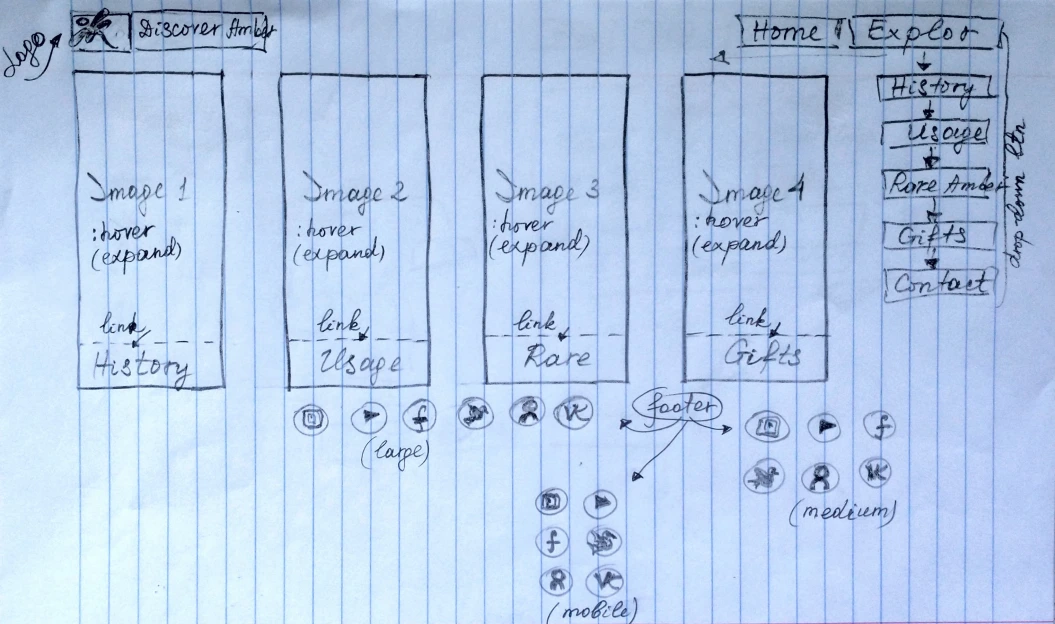 Logo
Discover Amber
Home
Explor
History
Usage
Rare Amber
Gifts
Contact
drop down btn
Image 1
:hover
(expand)
link
History
Image 2
:hover
(expand)
link
Usage
Image 3
:hover
(expand)
link
Rare
Image 4
:hover
(expand)
link
Gifts
(large)
footer
(medium)
(mobile)